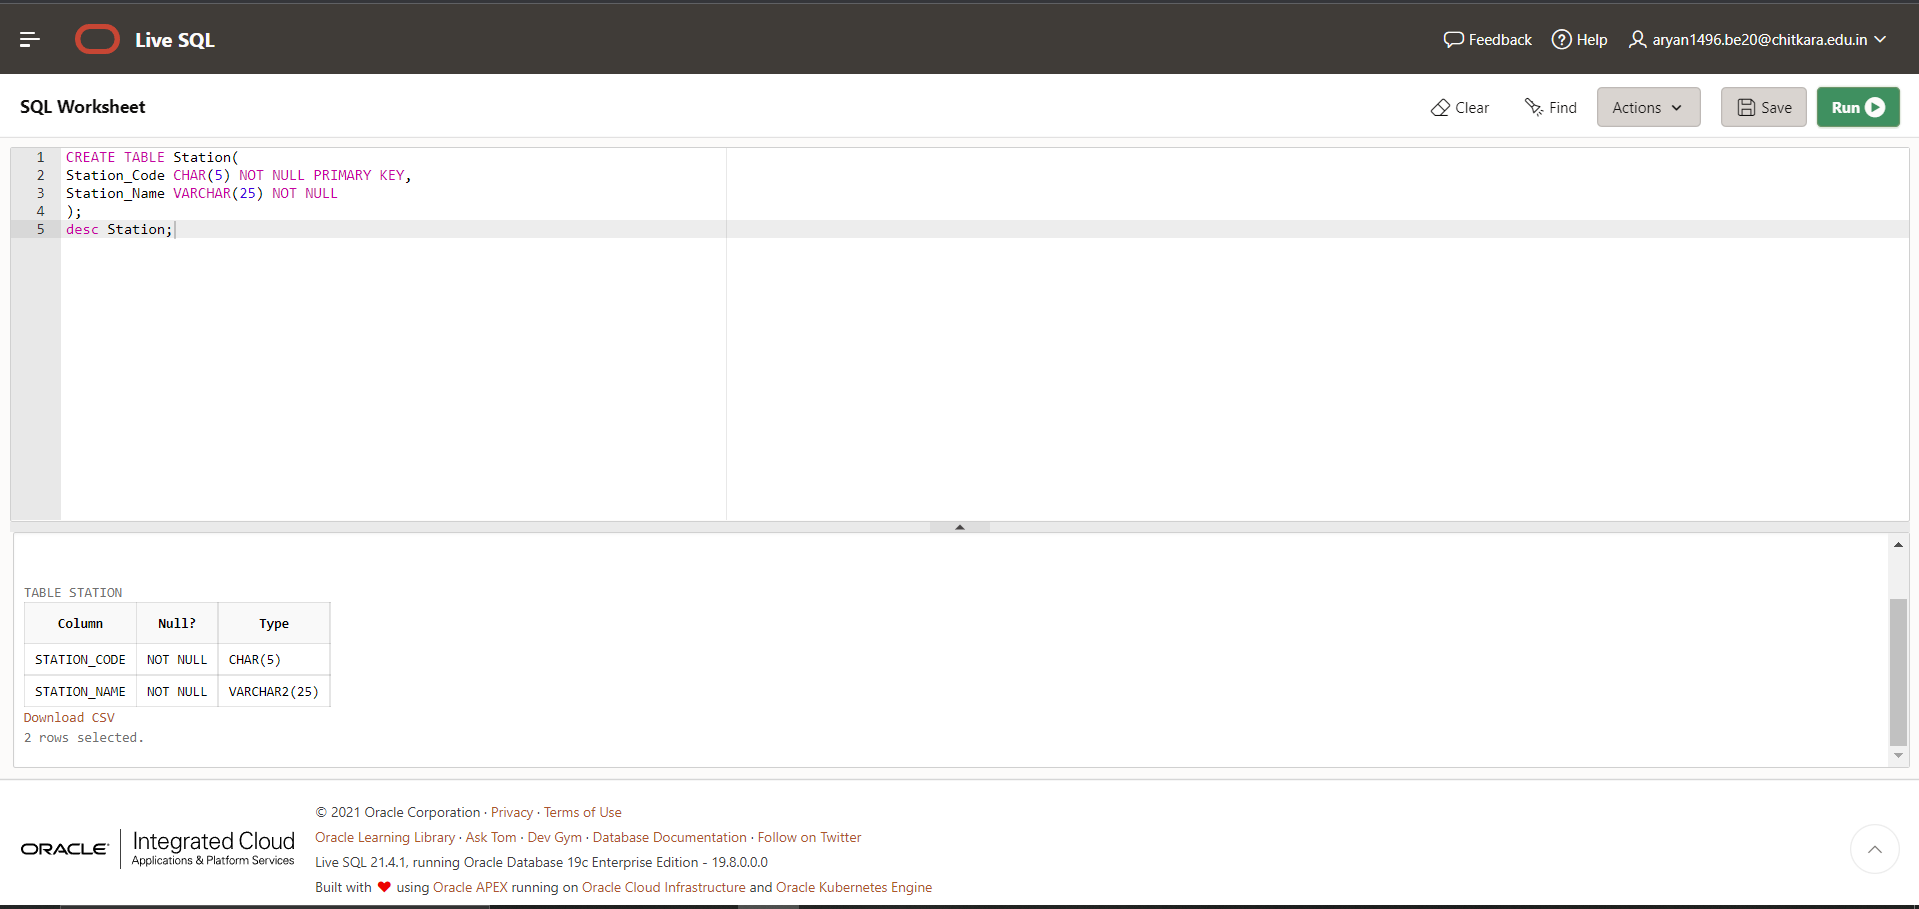 Live SQL
Feedback
Help
aryan1496.be20@chitkara.edu.in
SQL Worksheet
Clear
Find
Actions
Save
Run
1 CREATE TABLE Station(
2 Station_Code CHAR(5) NOT NULL PRIMARY KEY,
3 Station_Name VARCHAR(25) NOT NULL
4 );
5 desc Station;
TABLE STATION
Column Null? Type
STATION_CODE NOT NULL CHAR(5)
STATION_NAME NOT NULL VARCHAR2(25)
Download CSV
2 rows selected.
ORACLE
Integrated Cloud
Applications & Platform Services
© 2021 Oracle Corporation · Privacy · Terms of Use
Oracle Learning Library · Ask Tom · Dev Gym · Database Documentation · Follow on Twitter
Live SQL 21.4.1, running Oracle Database 19c Enterprise Edition - 19.8.0.0.0
Built with ❤ using Oracle APEX running on Oracle Cloud Infrastructure and Oracle Kubernetes Engine